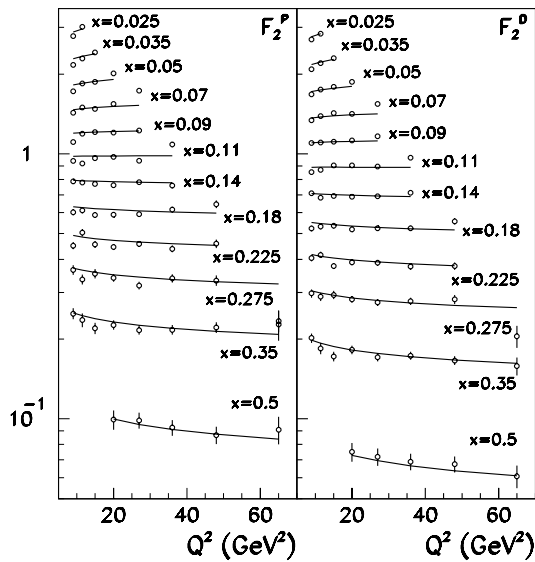 F₂ᵖ
x=0.025
x=0.035
x=0.05
x=0.07
x=0.09
x=0.11
x=0.14
x=0.18
x=0.225
x=0.275
x=0.35
x=0.5
F₂ᴰ
x=0.025
x=0.035
x=0.05
x=0.07
x=0.09
x=0.11
x=0.14
x=0.18
x=0.225
x=0.275
x=0.35
x=0.5
1
10⁻¹
20 40 60
20 40 60
Q² (GeV²)
Q² (GeV²)